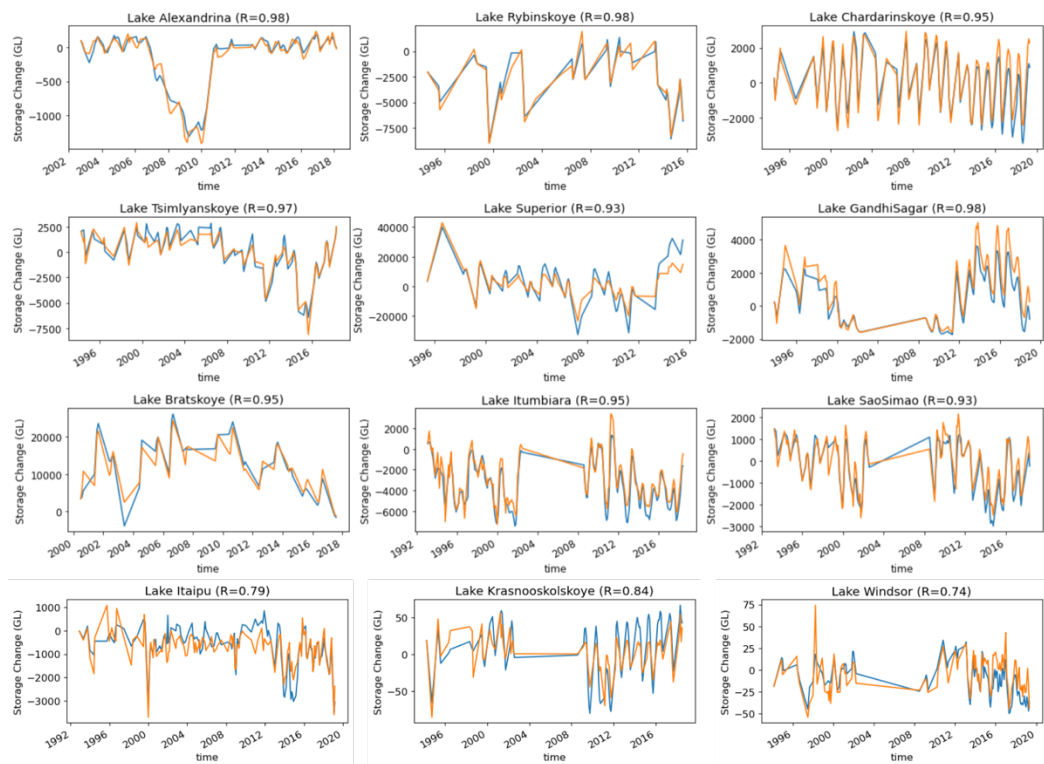 Lake Alexandrina (R=0.98)
Storage Change (GL)
0
−500
−1000
2002 2004 2006 2008 2010 2012 2014 2016 2018
time
Lake Rybinskoye (R=0.98)
Storage Change (GL)
0
−2500
−5000
−7500
1996 2000 2004 2008 2012 2016
time
Lake Chardarinskoye (R=0.95)
Storage Change (GL)
2000
0
−2000
1996 2000 2004 2008 2012 2016 2020
time
Lake Tsimlyanskoye (R=0.97)
Storage Change (GL)
2500
0
−2500
−5000
−7500
1996 2000 2004 2008 2012 2016
time
Lake Superior (R=0.93)
Storage Change (GL)
40000
20000
0
−20000
1996 2000 2004 2008 2012 2016
time
Lake GandhiSagar (R=0.98)
Storage Change (GL)
4000
2000
0
−2000
1996 2000 2004 2008 2012 2016 2020
time
Lake Bratskoye (R=0.95)
Storage Change (GL)
20000
10000
0
2000 2002 2004 2006 2008 2010 2012 2014 2016 2018
time
Lake Itumbiara (R=0.95)
Storage Change (GL)
4000
2000
0
−2000
−4000
−6000
1992 1996 2000 2004 2008 2012 2016
time
Lake SaoSimao (R=0.93)
Storage Change (GL)
2000
1000
0
−1000
−2000
−3000
1992 1996 2000 2004 2008 2012 2016
time
Lake Itaipu (R=0.79)
Storage Change (GL)
1000
0
−1000
−2000
−3000
1992 1996 2000 2004 2008 2012 2016 2020
time
Lake Krasnooskolskoye (R=0.84)
Storage Change (GL)
50
0
−50
1996 2000 2004 2008 2012 2016
time
Lake Windsor (R=0.74)
Storage Change (GL)
75
50
25
0
−25
−50
1992 1996 2000 2004 2008 2012 2016 2020
time